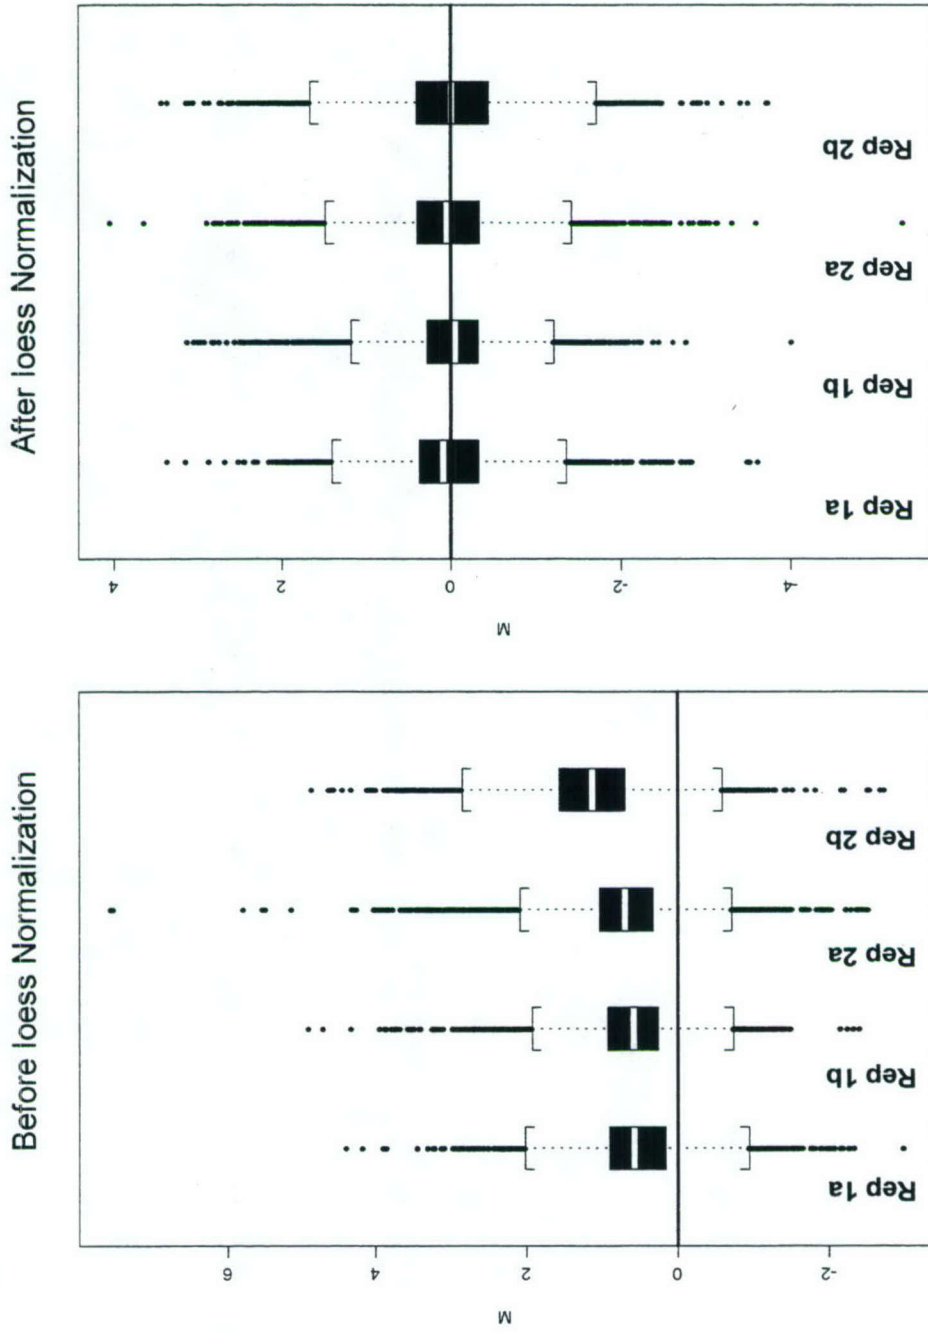 Before loess Normalization
M
6
4
2
0
-2
Rep 1a
Rep 1b
Rep 2a
Rep 2b
After loess Normalization
M
4
2
0
-2
-4
Rep 1a
Rep 1b
Rep 2a
Rep 2b